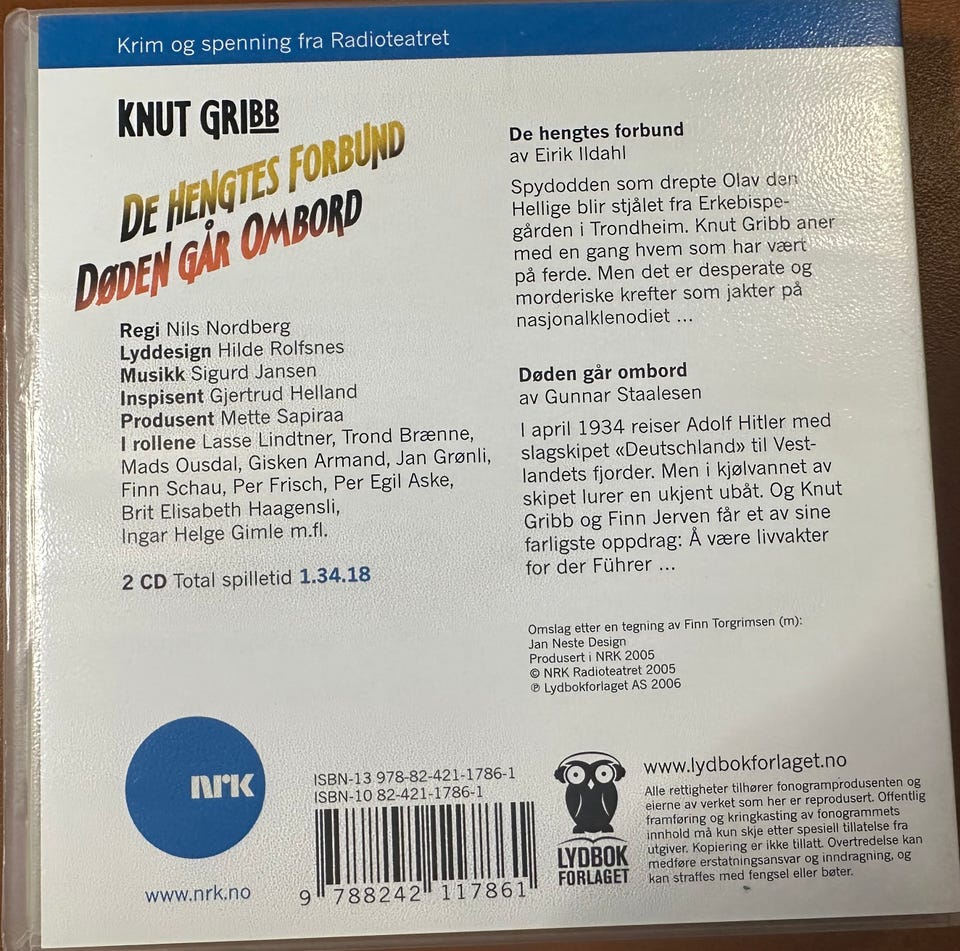 Krim og spenning fra Radioteatret
KNUT GRIBB
DE HENGTES FORBUND
DØDEN GÅR OMBORD
Regi Nils Nordberg
Lyddesign Hilde Rolfsnes
Musikk Sigurd Jansen
Inspisent Gjertrud Helland
Produsent Mette Sapiraa
I rollene Lasse Lindtner, Trond Brænne,
Mads Ousdal, Gisken Armand, Jan Grønli,
Finn Schau, Per Frisch, Per Egil Aske,
Brit Elisabeth Haagensli,
Ingar Helge Gimle m.fl.
2 CD Total spilletid 1.34.18
De hengtes forbund
av Eirik Ildahl
Spydodden som drepte Olav den
Hellige blir stjålet fra Erkebispe-
gården i Trondheim. Knut Gribb aner
med en gang hvem som har vært
på ferde. Men det er desperate og
morderiske krefter som jakter på
nasjonalklenodiet ...
Døden går ombord
av Gunnar Staalesen
I april 1934 reiser Adolf Hitler med
slagskipet «Deutschland» til Vest-
landets fjorder. Men i kjølvannet av
skipet lurer en ukjent ubåt. Og Knut
Gribb og Finn Jerven får et av sine
farligste oppdrag: Å være livvakter
for der Führer ...
Omslag etter en tegning av Finn Torgrimsen (m):
Jan Neste Design
Produsert i NRK 2005
© NRK Radioteatret 2005
℗ Lydbokforlaget AS 2006
NRK
www.nrk.no
ISBN-13 978-82-421-1786-1
ISBN-10 82-421-1786-1
9 788242 117861
LYDBOK
FORLAGET
www.lydbokforlaget.no
Alle rettigheter tilhører fonogramprodusenten og
eierne av verket som her er reprodusert. Offentlig
framføring og kringkasting av fonogrammets
innhold må kun skje etter spesiell tillatelse fra
utgiver. Kopiering er ikke tillatt. Overtredelse kan
medføre erstatningsansvar og inndragning, og
kan straffes med fengsel eller bøter.